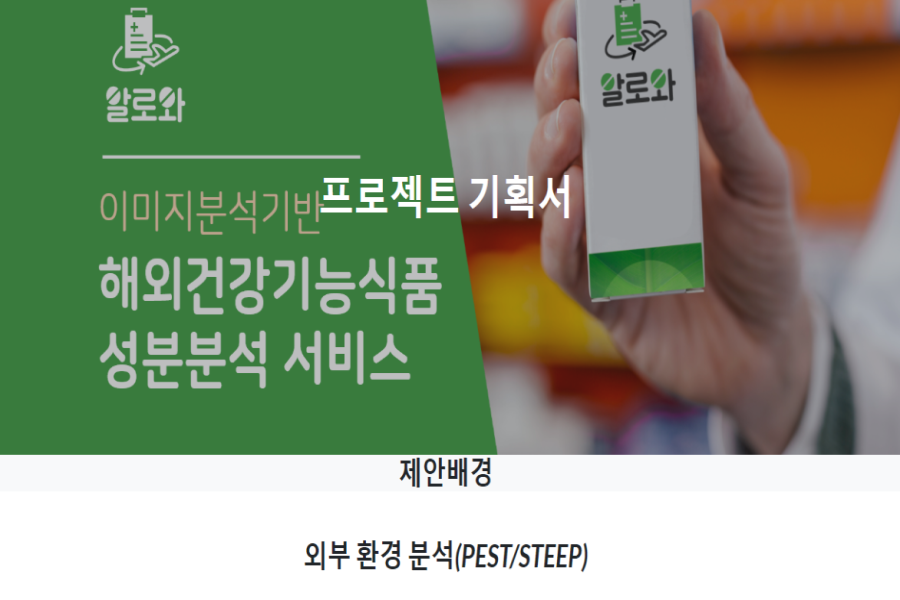 알로와
알로와
이미지분석기반
프로젝트 기획서
해외건강기능식품
성분분석 서비스
제안배경
외부 환경 분석(PEST/STEEP)